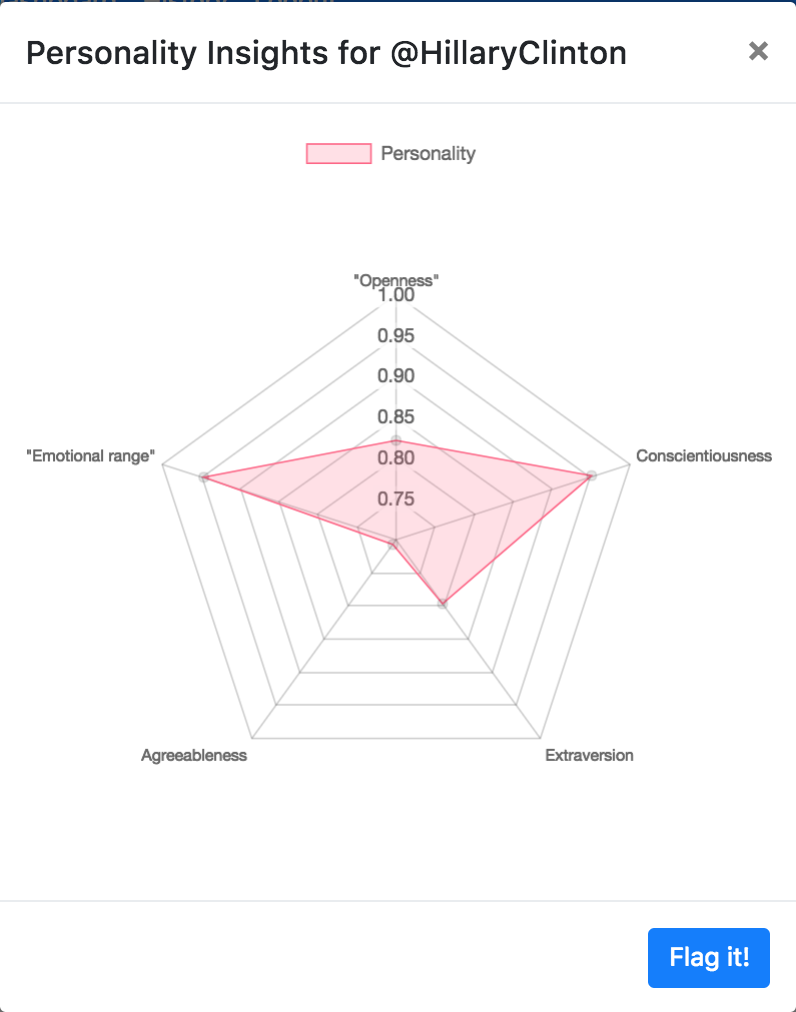 Personality Insights for @HillaryClinton ×
Personality
"Openness"
1.00
0.95
0.90
0.85
0.80
0.75
"Emotional range"
Conscientiousness
Agreeableness
Extraversion
Flag it!